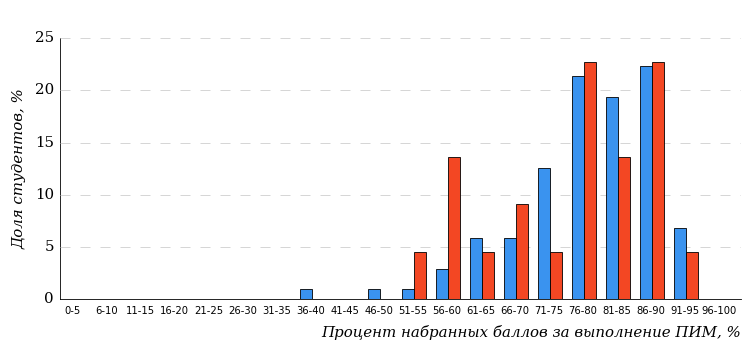 25
20
15
10
5
0
Доля студентов, %
0-5 6-10 11-15 16-20 21-25 26-30 31-35 36-40 41-45 46-50 51-55 56-60 61-65 66-70 71-75 76-80 81-85 86-90 91-95 96-100
Процент набранных баллов за выполнение ПИМ, %